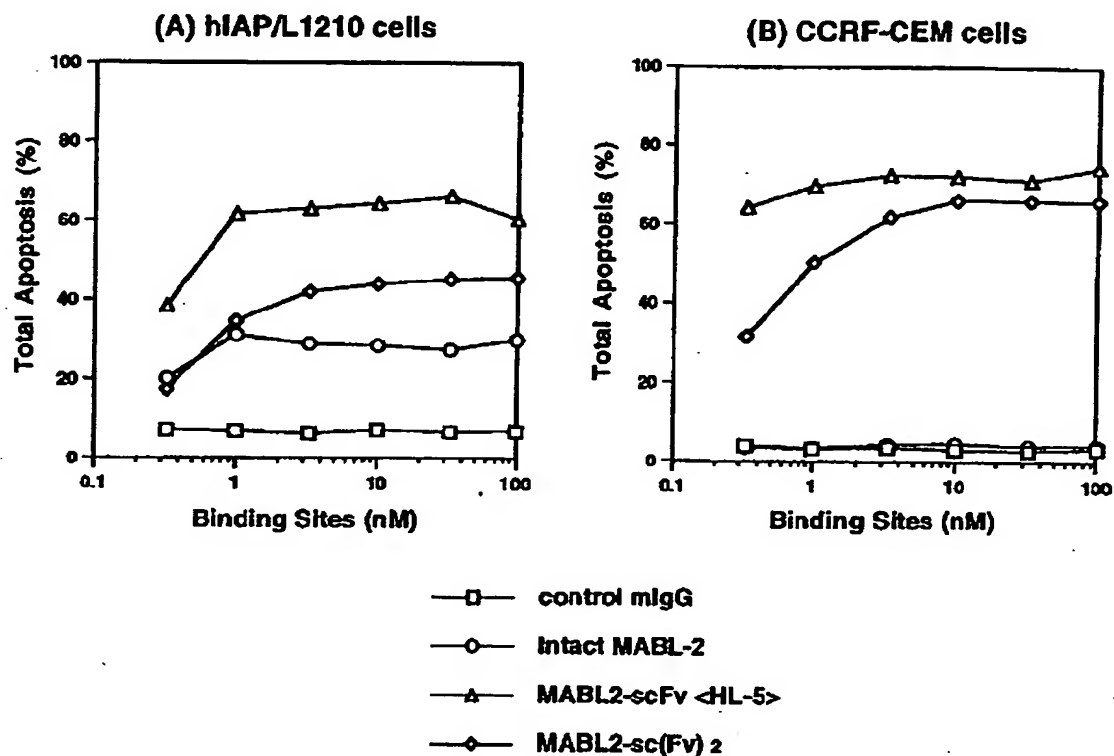 (A) hIAP/L1210 cells
Total Apoptosis (%)
100
80
60
40
20
0
0.1
1
10
100
Binding Sites (nM)
(B) CCRF-CEM cells
Total Apoptosis (%)
100
80
60
40
20
0
0.1
1
10
100
Binding Sites (nM)
control mIgG
Intact MABL-2
MABL2-scFv <HL-5>
MABL2-sc(Fv) 2